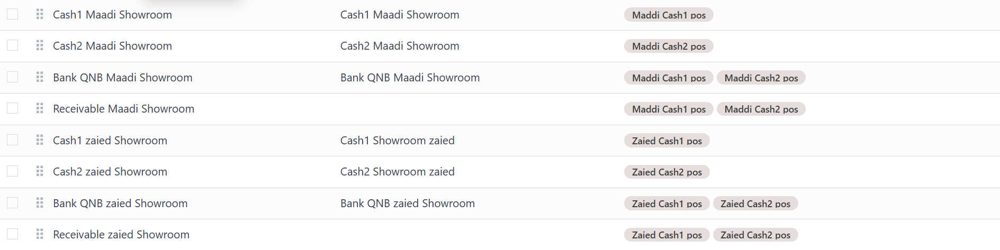 Cash1 Maadi Showroom Cash1 Maadi Showroom Maddi Cash1 pos
Cash2 Maadi Showroom Cash2 Maadi Showroom Maddi Cash2 pos
Bank QNB Maadi Showroom Bank QNB Maadi Showroom Maddi Cash1 pos Maddi Cash2 pos
Receivable Maadi Showroom Maddi Cash1 pos Maddi Cash2 pos
Cash1 zaied Showroom Cash1 Showroom zaied Zaied Cash1 pos
Cash2 zaied Showroom Cash2 Showroom zaied Zaied Cash2 pos
Bank QNB zaied Showroom Bank QNB zaied Showroom Zaied Cash1 pos Zaied Cash2 pos
Receivable zaied Showroom Zaied Cash1 pos Zaied Cash2 pos